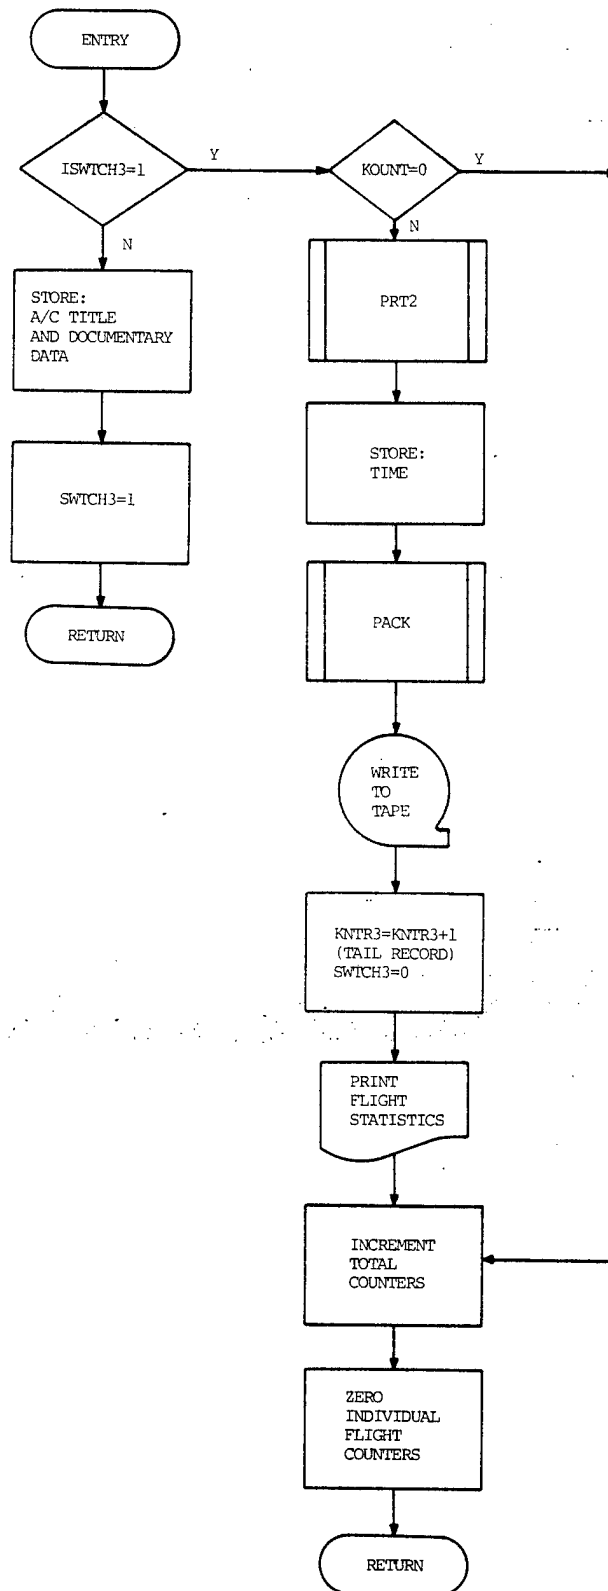 ENTRY
ISWTCH3=1
Y
N
STORE:
A/C TITLE
AND DOCUMENTARY
DATA
SWTCH3=1
RETURN
KOUNT=0
Y
N
PRT2
STORE:
TIME
PACK
WRITE
TO
TAPE
KNTR3=KNTR3+1
(TAIL RECORD)
SWTCH3=0
PRINT
FLIGHT
STATISTICS
INCREMENT
TOTAL
COUNTERS
ZERO
INDIVIDUAL
FLIGHT
COUNTERS
RETURN